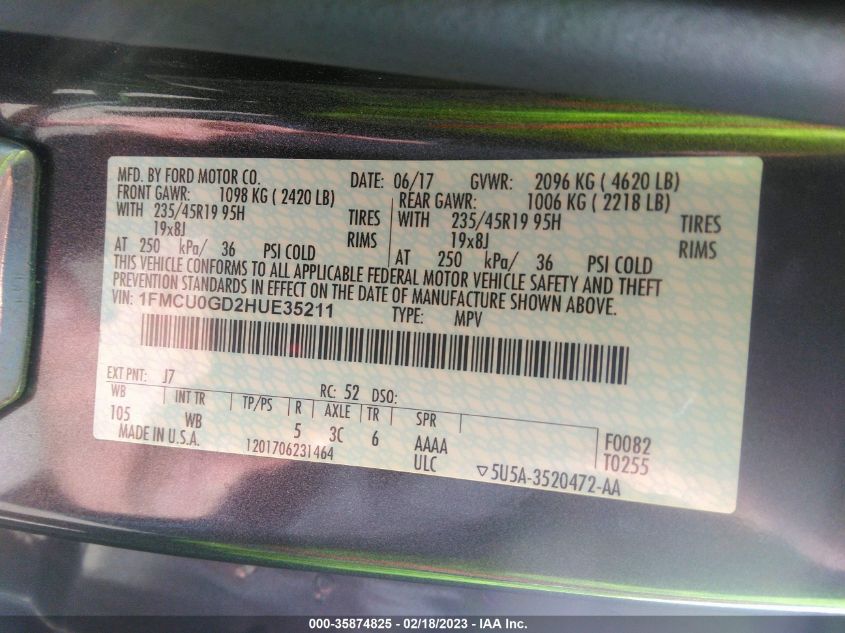 MFD. BY FORD MOTOR CO. DATE: 06/17 GVWR: 2096 KG ( 4620 LB)
FRONT GAWR: 1098 KG ( 2420 LB) REAR GAWR: 1006 KG ( 2218 LB)
WITH 235/45R19 95H TIRES WITH 235/45R19 95H TIRES
19x8J RIMS 19x8J RIMS
AT 250 kPa/ 36 PSI COLD AT 250 kPa/ 36 PSI COLD
THIS VEHICLE CONFORMS TO ALL APPLICABLE FEDERAL MOTOR VEHICLE SAFETY AND THEFT
PREVENTION STANDARDS IN EFFECT ON THE DATE OF MANUFACTURE SHOWN ABOVE.
VIN: 1FMCU0GD2HUE35211 TYPE: MPV
EXT PNT: J7 RC: 52 DSO:
WB INT TR TP/PS R AXLE TR SPR
105 WB 5 3C 6 AAAA F0082
MADE IN U.S.A. 1201706231464 ULC T0255
▽5U5A-3520472-AA
000-35874825 - 02/18/2023 - IAA Inc.